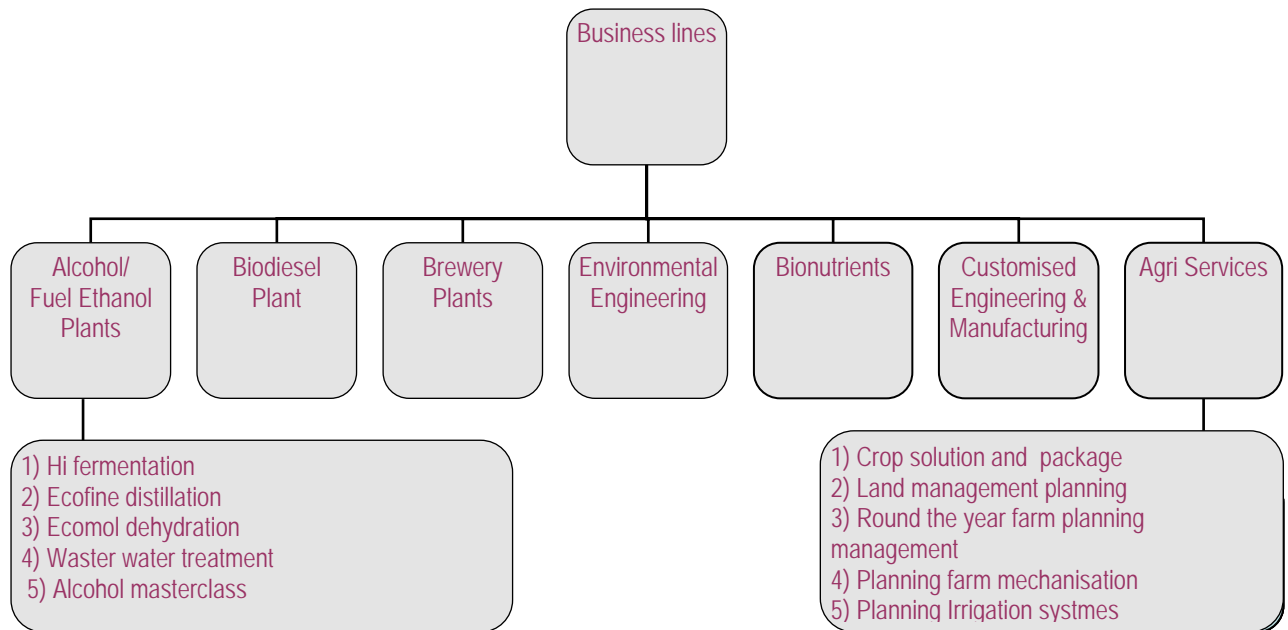 Business lines
Alcohol/
Fuel Ethanol
Plants
Biodiesel
Plant
Brewery
Plants
Environmental
Engineering
Bionutrients
Customised
Engineering &
Manufacturing
Agri Services
1) Hi fermentation
2) Ecofine distillation
3) Ecomol dehydration
4) Waster water treatment
5) Alcohol masterclass
1) Crop solution and package
2) Land management planning
3) Round the year farm planning
management
4) Planning farm mechanisation
5) Planning Irrigation systmes